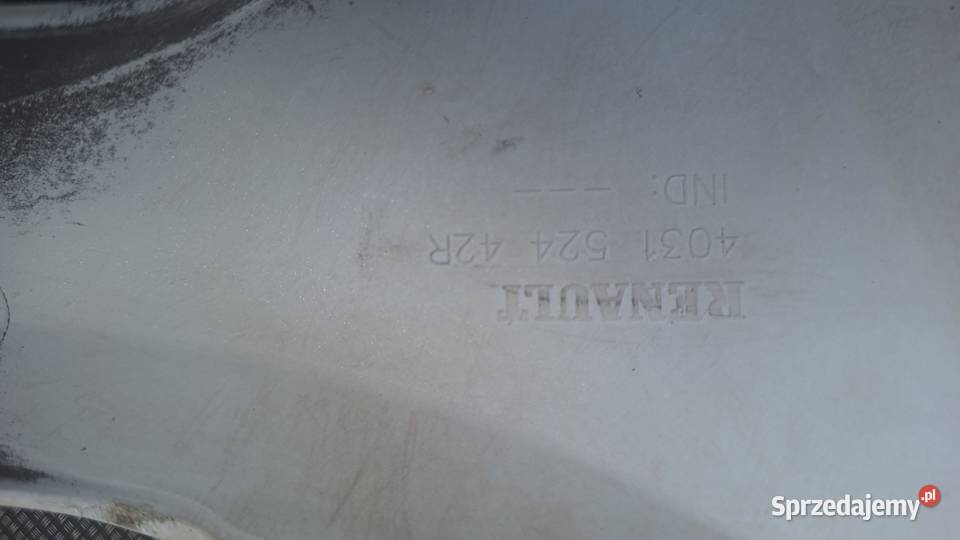 RENAULT
4031 524 42R
IND: ---
Sprzedajemy.pl